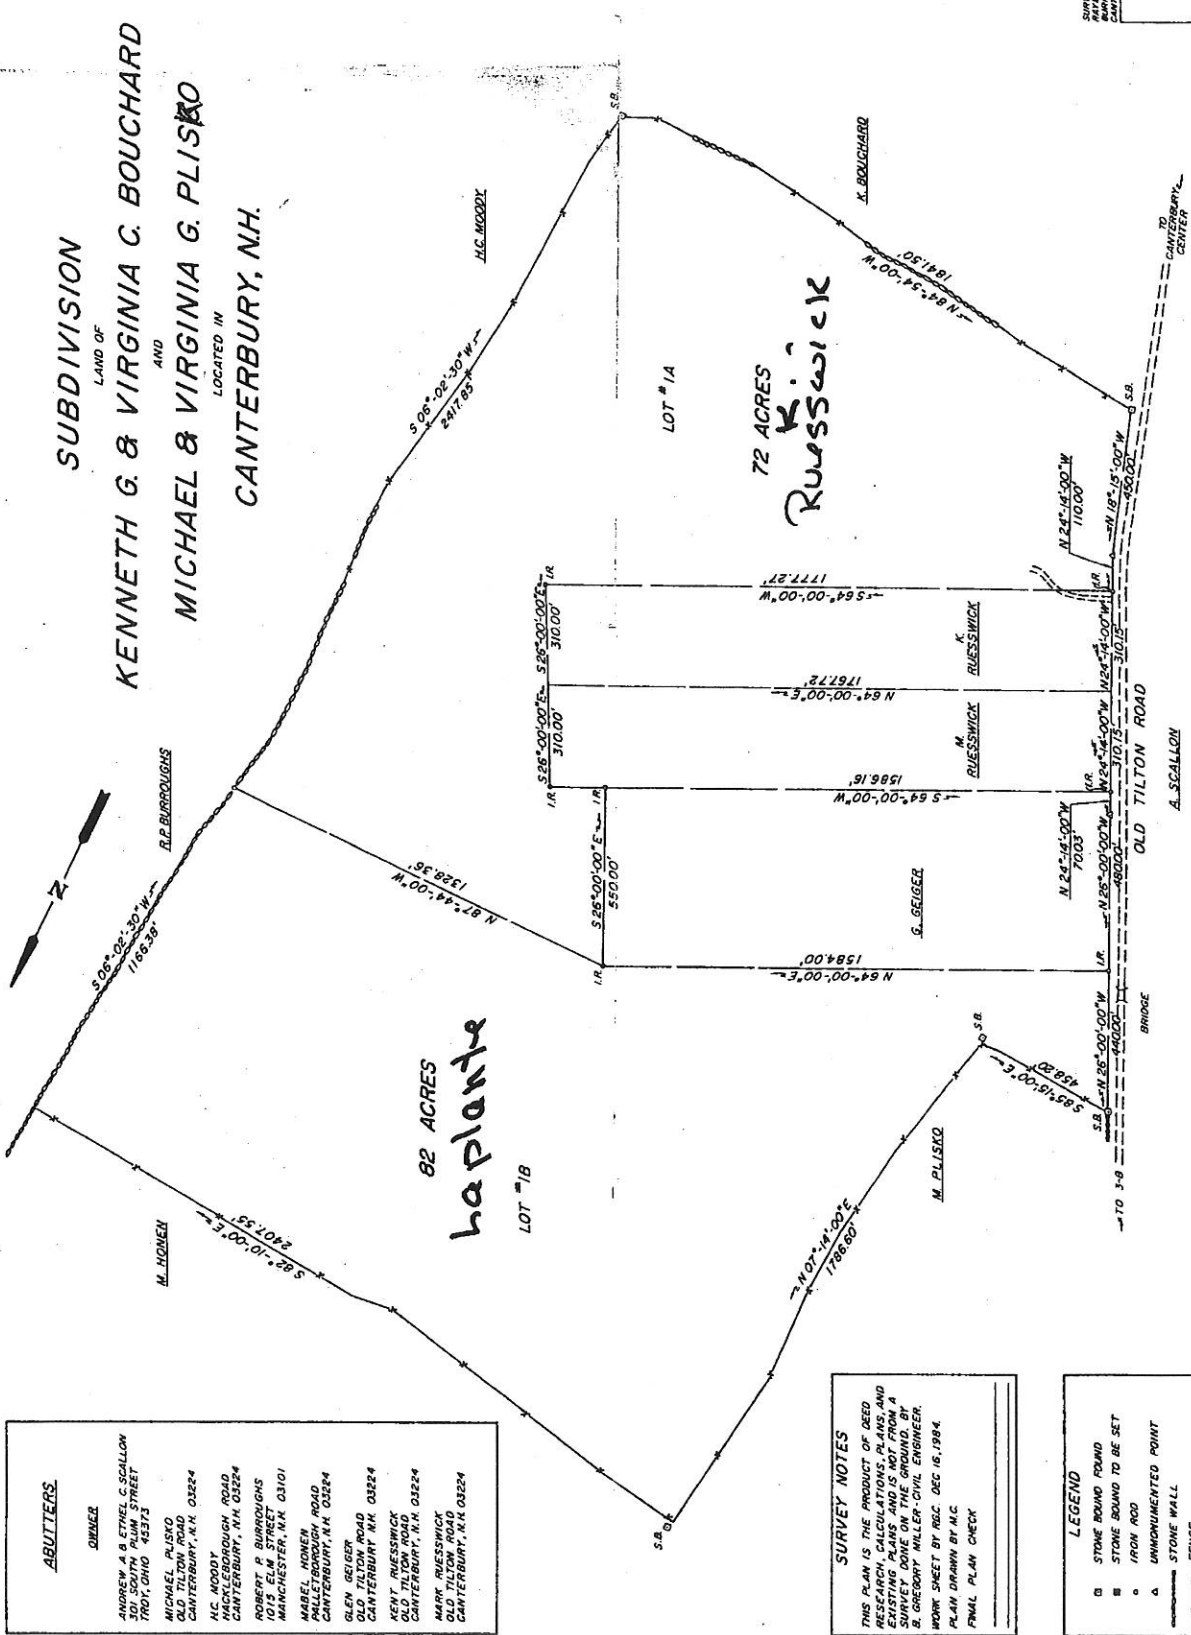 SUBDIVISION
LAND OF
KENNETH G. & VIRGINIA C. BOUCHARD
AND
MICHAEL & VIRGINIA G. PLISKO
LOCATED IN
CANTERBURY, N.H.
N
R.P. BURROUGHS
H.C. MOODY
K. BOUCHARD
M. HONEN
M. PLISKO
G. GEIGER
M.
RUESSWICK
K.
RUESSWICK
A. SCALLON
S 06°-02'-30" W
1166.38'
S 06°-02'-30" W
2417.85'
S.B.
N 84°-54'-00" W
1841.50'
S.B.
LOT #1A
72 ACRES
K.
Ruesswick
N 87°-44'-00" W
1328.36'
S 26°-00'-00" E
310.00'
I.R.
S 26°-00'-00" E
310.00'
I.R.
S 64°-00'-00" W
1777.27'
N 64°-00'-00" E
1767.72'
S 64°-00'-00" W
1586.16'
I.R.
S 26°-00'-00" E
550.00'
I.R.
N 64°-00'-00" E
1584.00'
82 ACRES
Laplante
LOT #1B
S 82°-10'-00" E
2407.55'
S.B.
N 07°-14'-00" E
1786.60'
S.B.
S 85°-15'-00" E
458.20
S.B.
N 26°-00'-00" W
440.00'
I.R.
N 26°-00'-00" W
480.00'
N 24°-14'-00" W
70.03'
I.R.
N 24°-14'-00" W
310.15'
N 24°-14'-00" W
310.15'
I.R.
N 24°-14'-00" W
110.00'
N 18°-15'-00" W
450.00'
TO 3-B
BRIDGE
OLD TILTON ROAD
TO
CANTERBURY
CENTER
ABUTTERS
OWNER
ANDREW A. & ETHEL C. SCALLON
301 SOUTH PLUM STREET
TROY, OHIO 45373
MICHAEL PLISKO
OLD TILTON ROAD
CANTERBURY, N.H. 03224
H.C. MOODY
HACKLEBOROUGH ROAD
CANTERBURY, N.H. 03224
ROBERT P. BURROUGHS
1015 ELM STREET
MANCHESTER, N.H. 03101
MABEL HONEN
PALLETBOROUGH ROAD
CANTERBURY, N.H. 03224
GLEN GEIGER
OLD TILTON ROAD
CANTERBURY N.H. 03224
KENT RUESSWICK
OLD TILTON ROAD
CANTERBURY, N.H. 03224
MARK RUESSWICK
OLD TILTON ROAD
CANTERBURY, N.H. 03224
SURVEY NOTES
THIS PLAN IS THE PRODUCT OF DEED
RESEARCH, CALCULATIONS, PLANS, AND
EXISTING PLANS AND IS NOT FROM A
SURVEY DONE ON THE GROUND. BY
B. GREGORY MILLER-CIVIL ENGINEER.
WORK SHEET BY RGC. DEC 16, 1984.
PLAN DRAWN BY M.C.
FINAL PLAN CHECK
LEGEND
STONE BOUND FOUND
STONE BOUND TO BE SET
IRON ROD
UNMONUMENTED POINT
STONE WALL